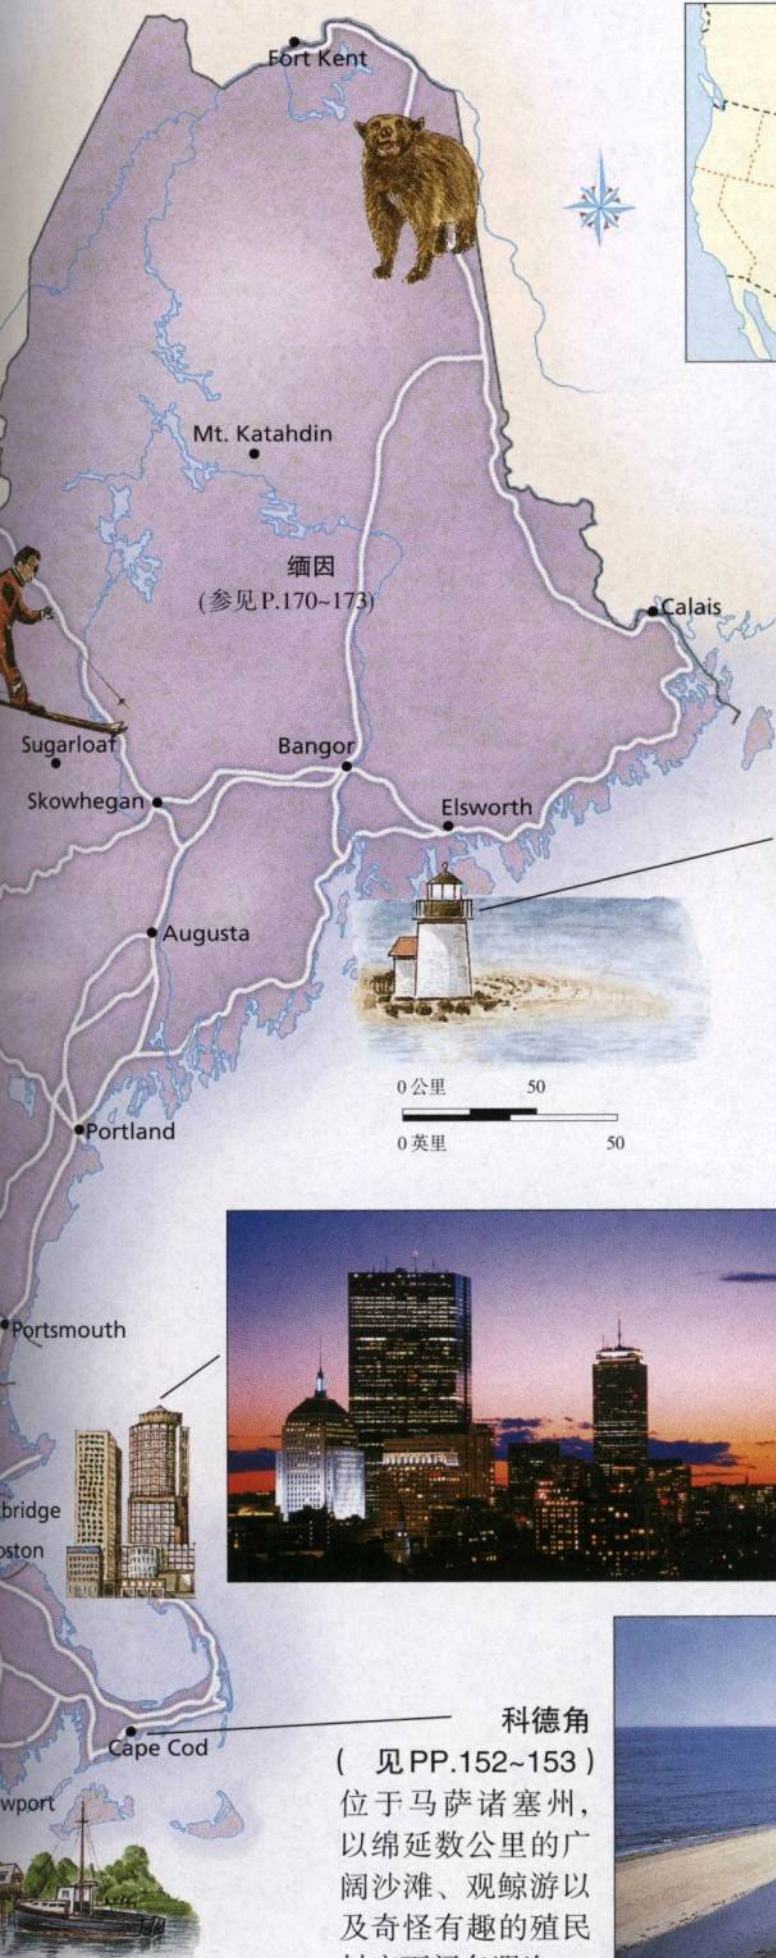 Fort Kent
Mt. Katahdin
缅因
(参见P.170~173)
Calais
Sugarloaf
Bangor
Skowhegan
Elsworth
Augusta
0公里 50
0英里 50
Portland
Portsmouth
bridge
oston
科德角
( 见PP.152~153 )
Cape Cod
位于马萨诸塞州，
wport
以绵延数公里的广
阔沙滩、观鲸游以
及奇怪有趣的殖民